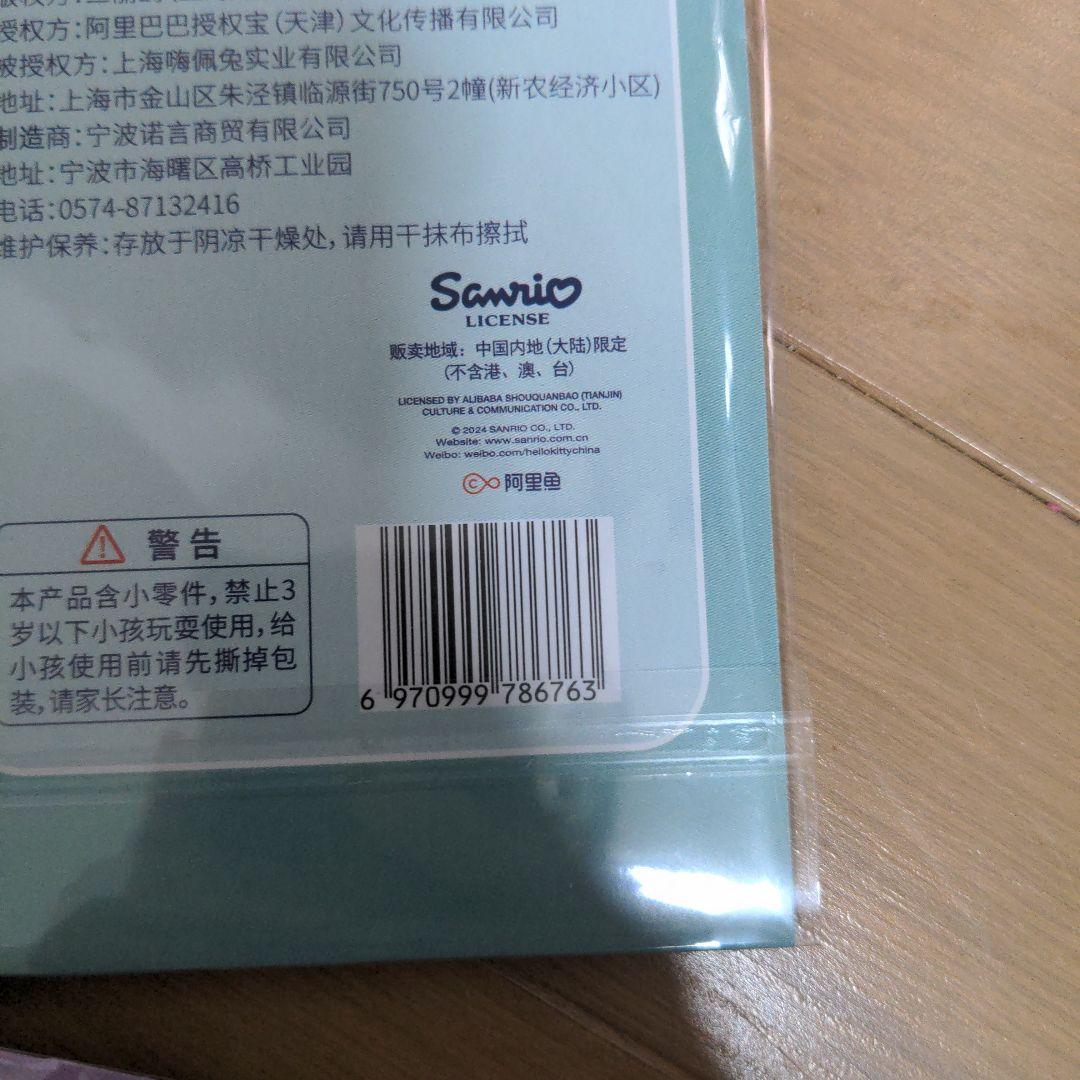 授权方：阿里巴巴授权宝（天津）文化传播有限公司
被授权方：上海嗨佩兔实业有限公司
地址：上海市金山区朱泾镇临源街750号2幢(新农经济小区)
制造商：宁波诺言商贸有限公司
地址：宁波市海曙区高桥工业园
电话：0574-87132416
维护保养：存放于阴凉干燥处，请用干抹布擦拭
Sanrio
LICENSE
贩卖地域：中国内地（大陆）限定
（不含港、澳、台）
LICENSED BY ALIBABA SHOUQUANBAO (TIANJIN)
CULTURE & COMMUNICATION CO., LTD.
© 2024 SANRIO CO., LTD.
Website: www.sanrio.com.cn
Weibo: weibo.com/hellokittychina
阿里鱼
警告
本产品含小零件，禁止3
岁以下小孩玩耍使用，给
小孩使用前请先撕掉包
装，请家长注意。
6 970999 786763